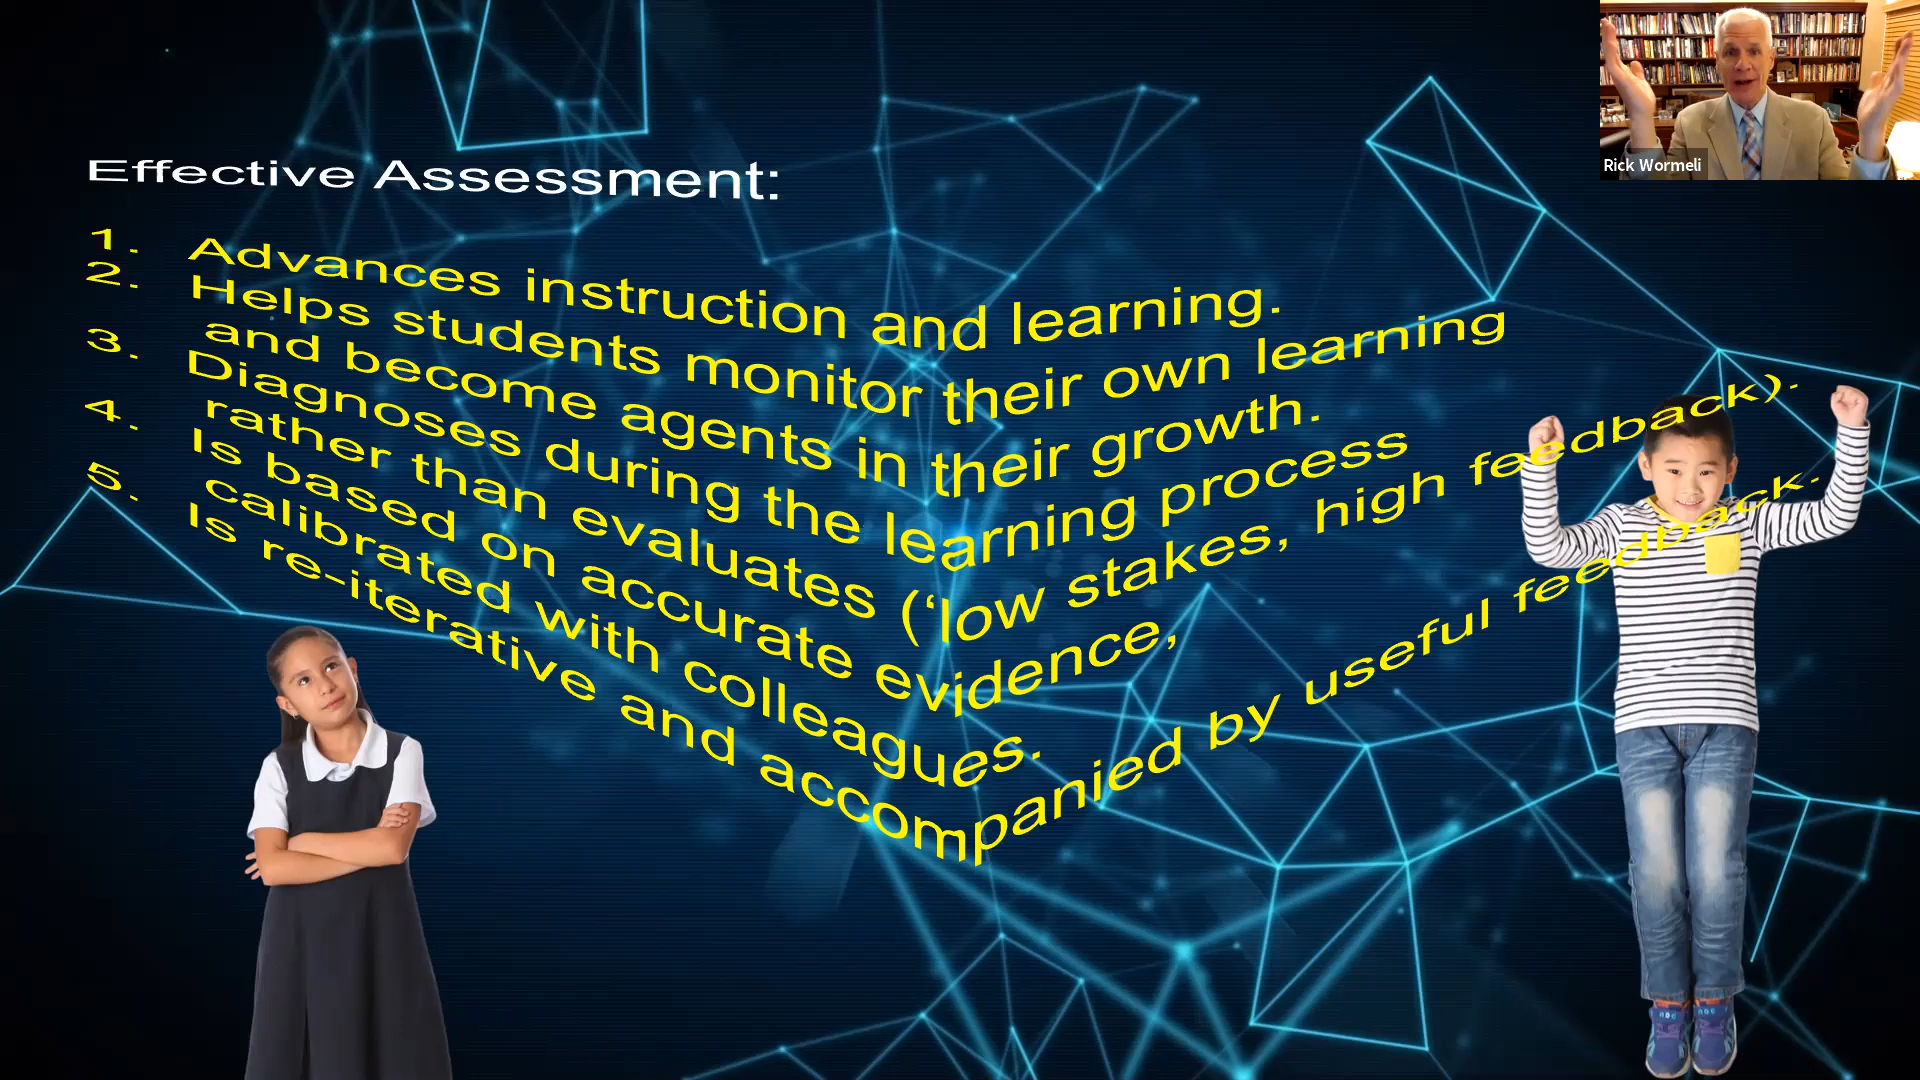 Rick Wormeli
Effective Assessment:
1. Advances instruction and learning.
2. Helps students monitor their own learning
and become agents in their growth.
3. Diagnoses during the learning process
rather than evaluates (‘low stakes, high feedback).
4. Is based on accurate evidence,
calibrated with colleagues.
5. Is re-iterative and accompanied by useful feedback.